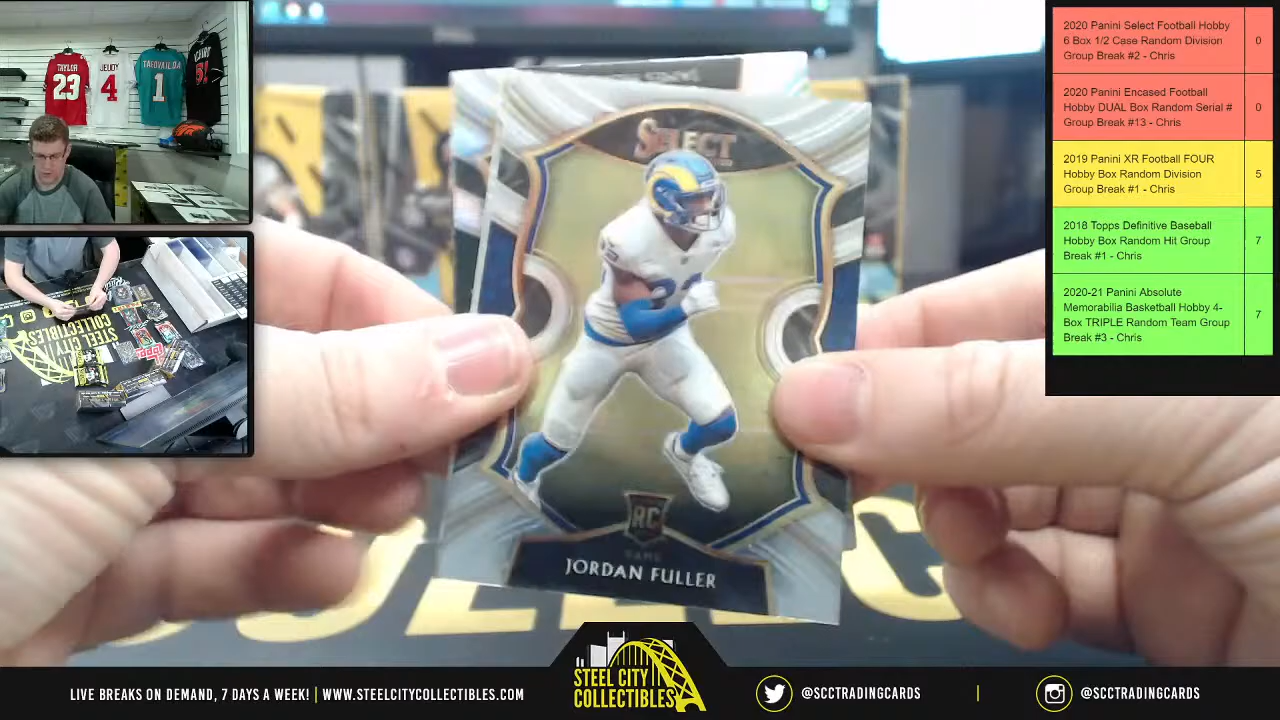 TAYLOR
23
JEUDY
4
TAGOVAILOA
1
SELECT
RC
RAMS
JORDAN FULLER
STEEL CITY
COLLECTIBLES
2020 Panini Select Football Hobby
6 Box 1/2 Case Random Division
Group Break #2 - Chris
0
2020 Panini Encased Football
Hobby DUAL Box Random Serial #
Group Break #13 - Chris
0
2019 Panini XR Football FOUR
Hobby Box Random Division
Group Break #1 - Chris
5
2018 Topps Definitive Baseball
Hobby Box Random Hit Group
Break #1 - Chris
7
2020-21 Panini Absolute
Memorabilia Basketball Hobby 4-
Box TRIPLE Random Team Group
Break #3 - Chris
7
LIVE BREAKS ON DEMAND, 7 DAYS A WEEK! | WWW.STEELCITYCOLLECTIBLES.COM
STEEL CITY
COLLECTIBLES
@SCCTRADINGCARDS
@SCCTRADINGCARDS